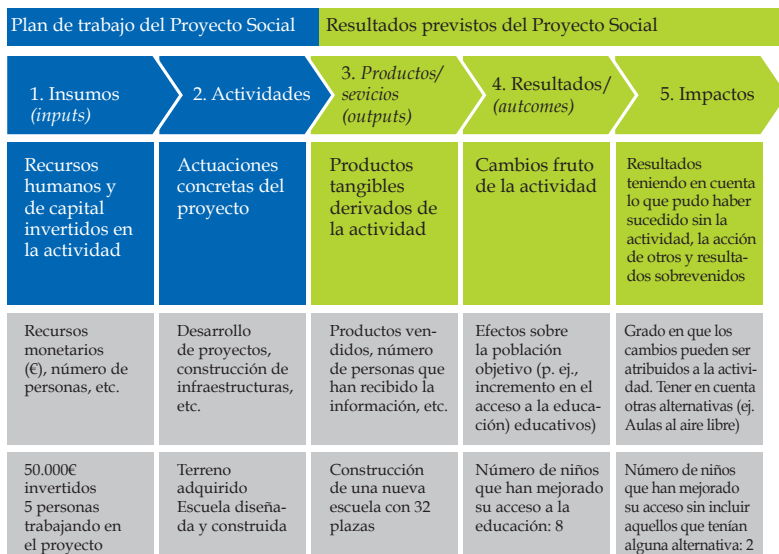 Plan de trabajo del Proyecto Social
Resultados previstos del Proyecto Social
1. Insumos
(inputs)
2. Actividades
3. Productos/
sevicios
(outputs)
4. Resultados/
(autcomes)
5. Impactos
Recursos
humanos y
de capital
invertidos en
la actividad
Actuaciones
concretas del
proyecto
Productos
tangibles
derivados de
la actividad
Cambios fruto
de la actividad
Resultados
teniendo en cuenta
lo que pudo haber
sucedido sin la
actividad, la acción
de otros y resulta-
dos sobrevenidos
Recursos
monetarios
(€), número de
personas, etc.
Desarrollo
de proyectos,
construcción de
infraestructuras,
etc.
Productos ven-
didos, número
de personas que
han recibido la
información, etc.
Efectos sobre
la población
objetivo (p. ej.,
incremento en el
acceso a la educa-
ción) educativos)
Grado en que los
cambios pueden ser
atribuidos a la activi-
dad. Tener en cuenta
otras alternativas (ej.
Aulas al aire libre)
50.000€
invertidos
5 personas
trabajando en
el proyecto
Terreno
adquirido
Escuela diseña-
da y construida
Construcción
de una nueva
escuela con 32
plazas
Número de niños
que han mejorado
su acceso a la
educación: 8
Número de niños
que han mejorado
su acceso sin incluir
aquellos que tenían
alguna alternativa: 2